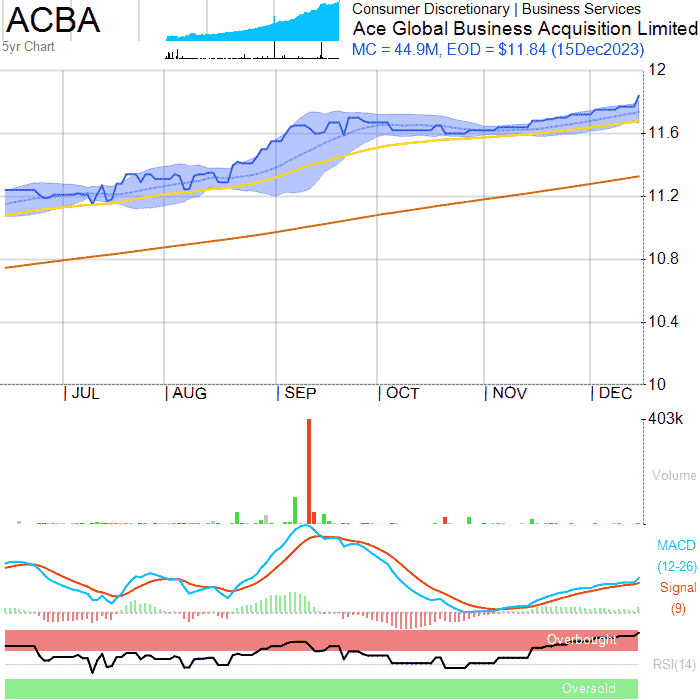 ACBA
5yr Chart
Consumer Discretionary | Business Services
Ace Global Business Acquisition Limited
MC = 44.9M, EOD = $11.84 (15Dec2023)
12
11.6
11.2
10.8
10.4
10
JUL AUG SEP OCT NOV DEC
403k
Volume
MACD
(12-26)
Signal
(9)
Overbought
RSI(14)
Oversold